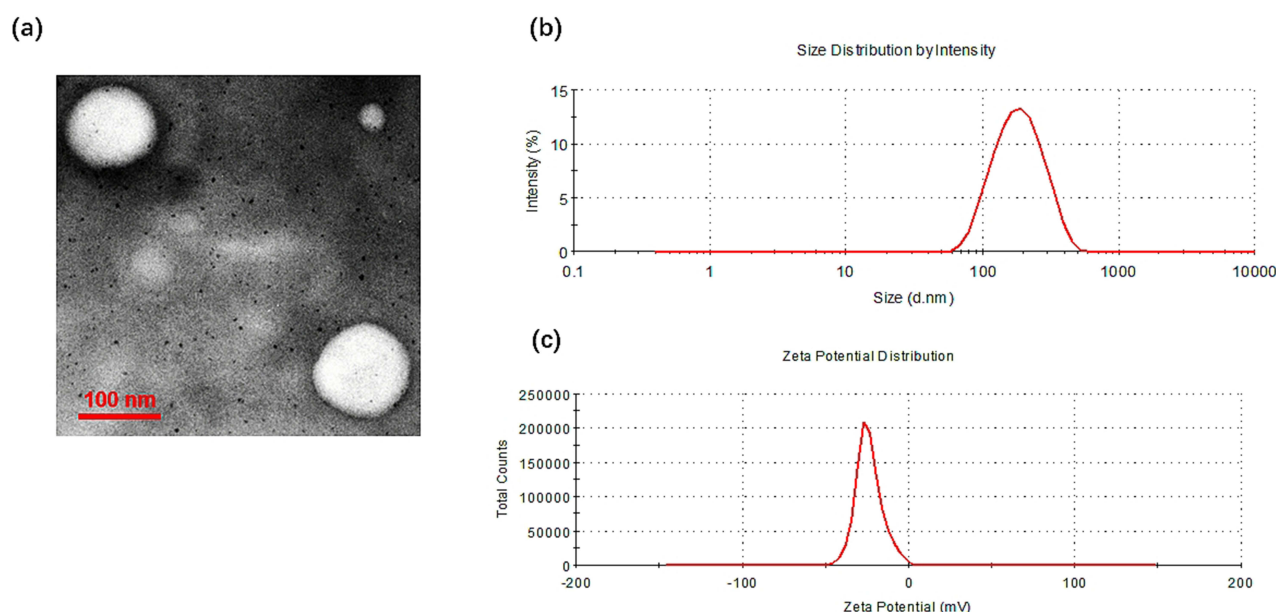 (a)
100 nm
(b)
Size Distribution by Intensity
Intensity (%)
15
10
5
0
0.1 1 10 100 1000 10000
Size (d.nm)
(c)
Zeta Potential Distribution
Total Counts
250000
200000
150000
100000
50000
0
-200 -100 0 100 200
Zeta Potential (mV)